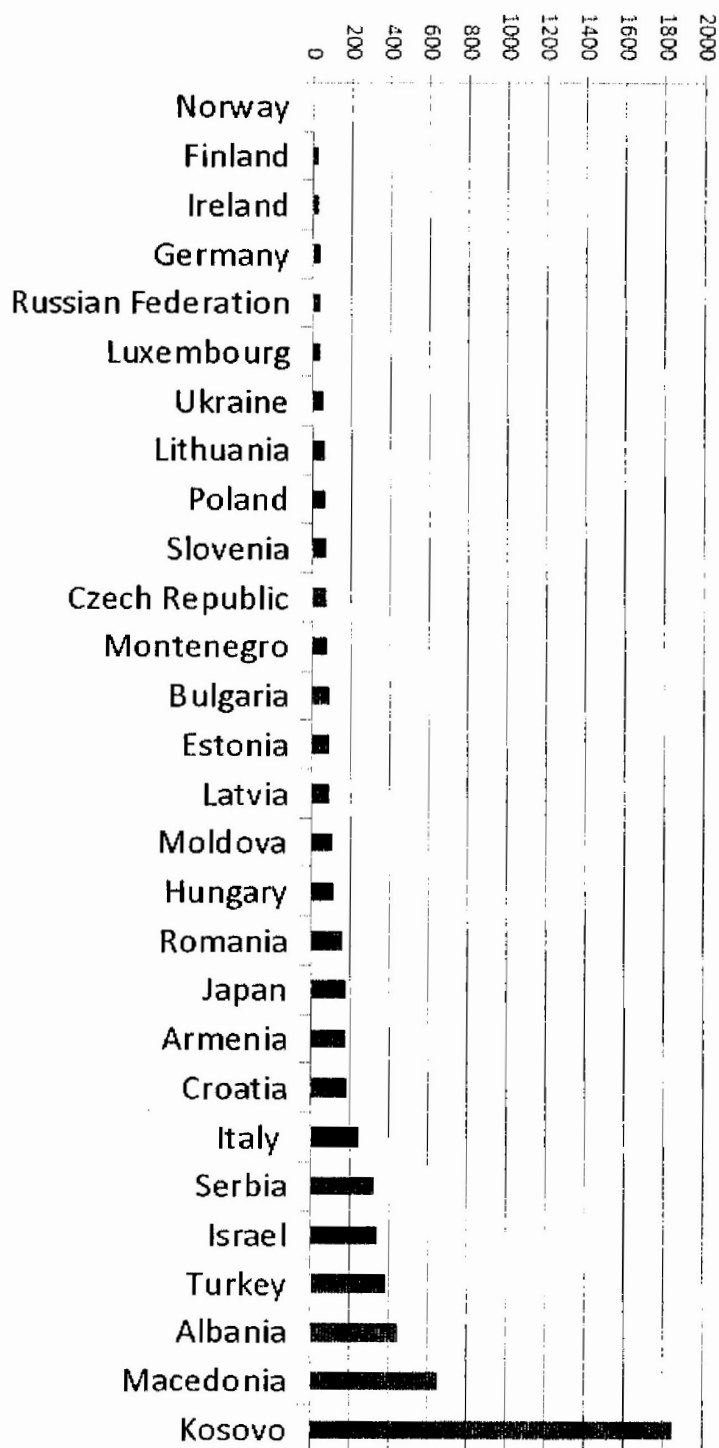 0
200
400
600
800
1000
1200
1400
1600
1800
2000
Norway
Finland
Ireland
Germany
Russian Federation
Luxembourg
Ukraine
Lithuania
Poland
Slovenia
Czech Republic
Montenegro
Bulgaria
Estonia
Latvia
Moldova
Hungary
Romania
Japan
Armenia
Croatia
Italy
Serbia
Israel
Turkey
Albania
Macedonia
Kosovo